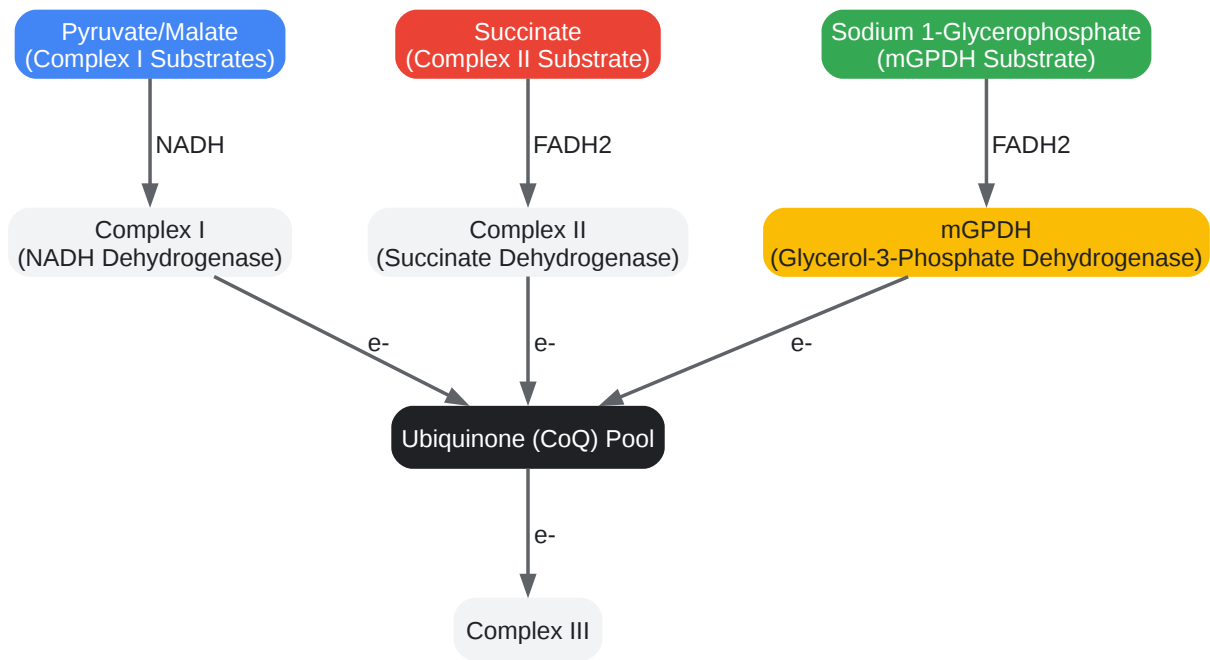 Pyruvate/Malate
(Complex I Substrates)
Succinate
(Complex II Substrate)
Sodium 1-Glycerophosphate
(mGPDH Substrate)
NADH
FADH2
FADH2
Complex I
(NADH Dehydrogenase)
Complex II
(Succinate Dehydrogenase)
mGPDH
(Glycerol-3-Phosphate Dehydrogenase)
e-
e-
e-
Ubiquinone (CoQ) Pool
e-
Complex III